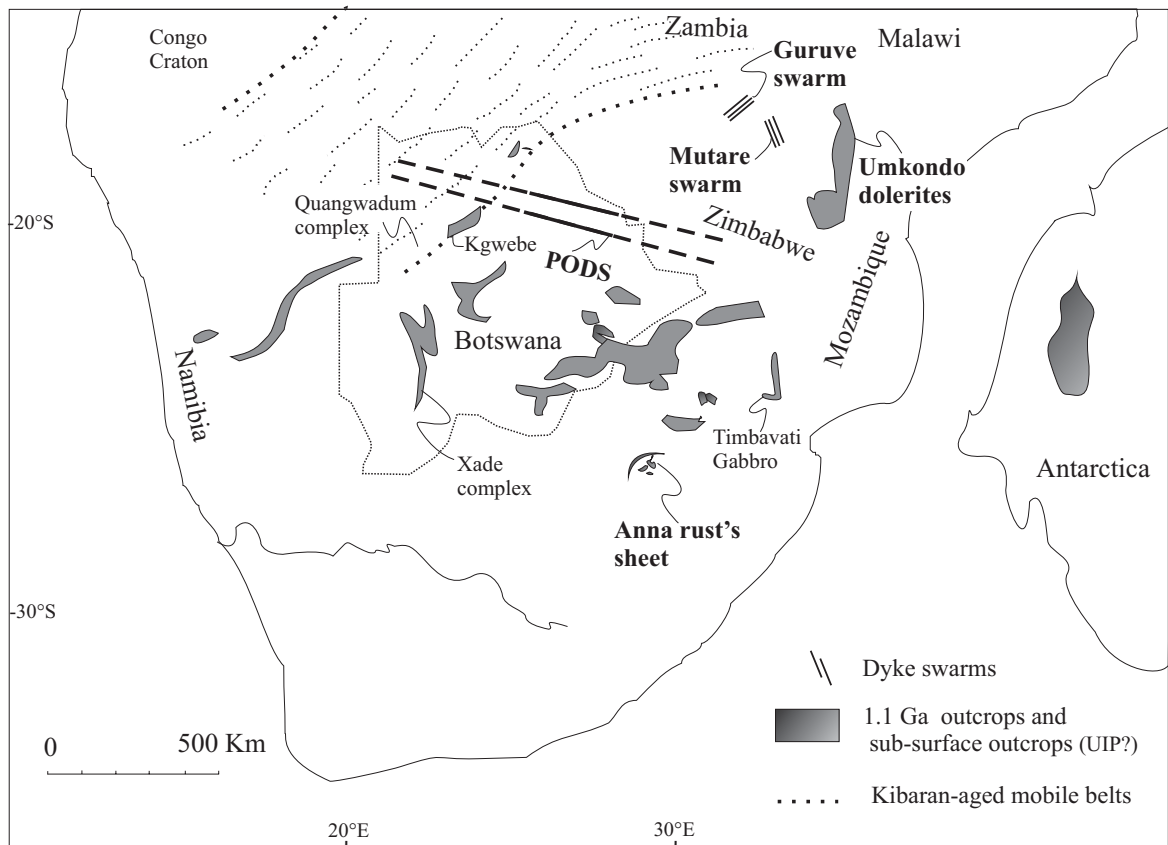 Congo
Craton
Zambia
Malawi
Guruve
swarm
Mutare
swarm
Umkondo
dolerites
Quangwadum
complex
-20°S
Kgwebe
PODS
Zimbabwe
Mozambique
Botswana
Namibia
Timbavati
Gabbro
Xade
complex
Antarctica
Anna rust's
sheet
-30°S
Dyke swarms
1.1 Ga outcrops and
sub-surface outcrops (UIP?)
Kibaran-aged mobile belts
0 500 Km
20°E
30°E